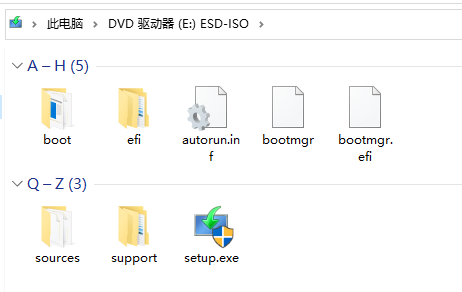 此电脑 › DVD 驱动器 (E:) ESD-ISO ›
A – H (5)
boot efi autorun.in bootmgr bootmgr.
f efi
Q – Z (3)
sources support setup.exe